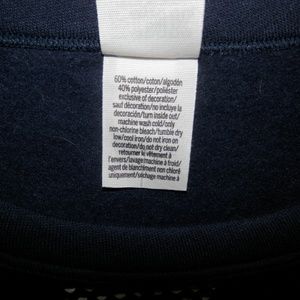 60% cotton/coton/algodón
40% polyester/poliéster
exclusive of decoration/
sauf décoration/no incluye la
decoración/turn inside out/
machine wash cold/only
non-chlorine bleach/tumble dry
low/cool iron/do not iron on
decoration/do not dry clean/
retourner le vêtement à
l'envers/lavage machine à froid/
agent de blanchiment non chloré
uniquement/séchage machine à